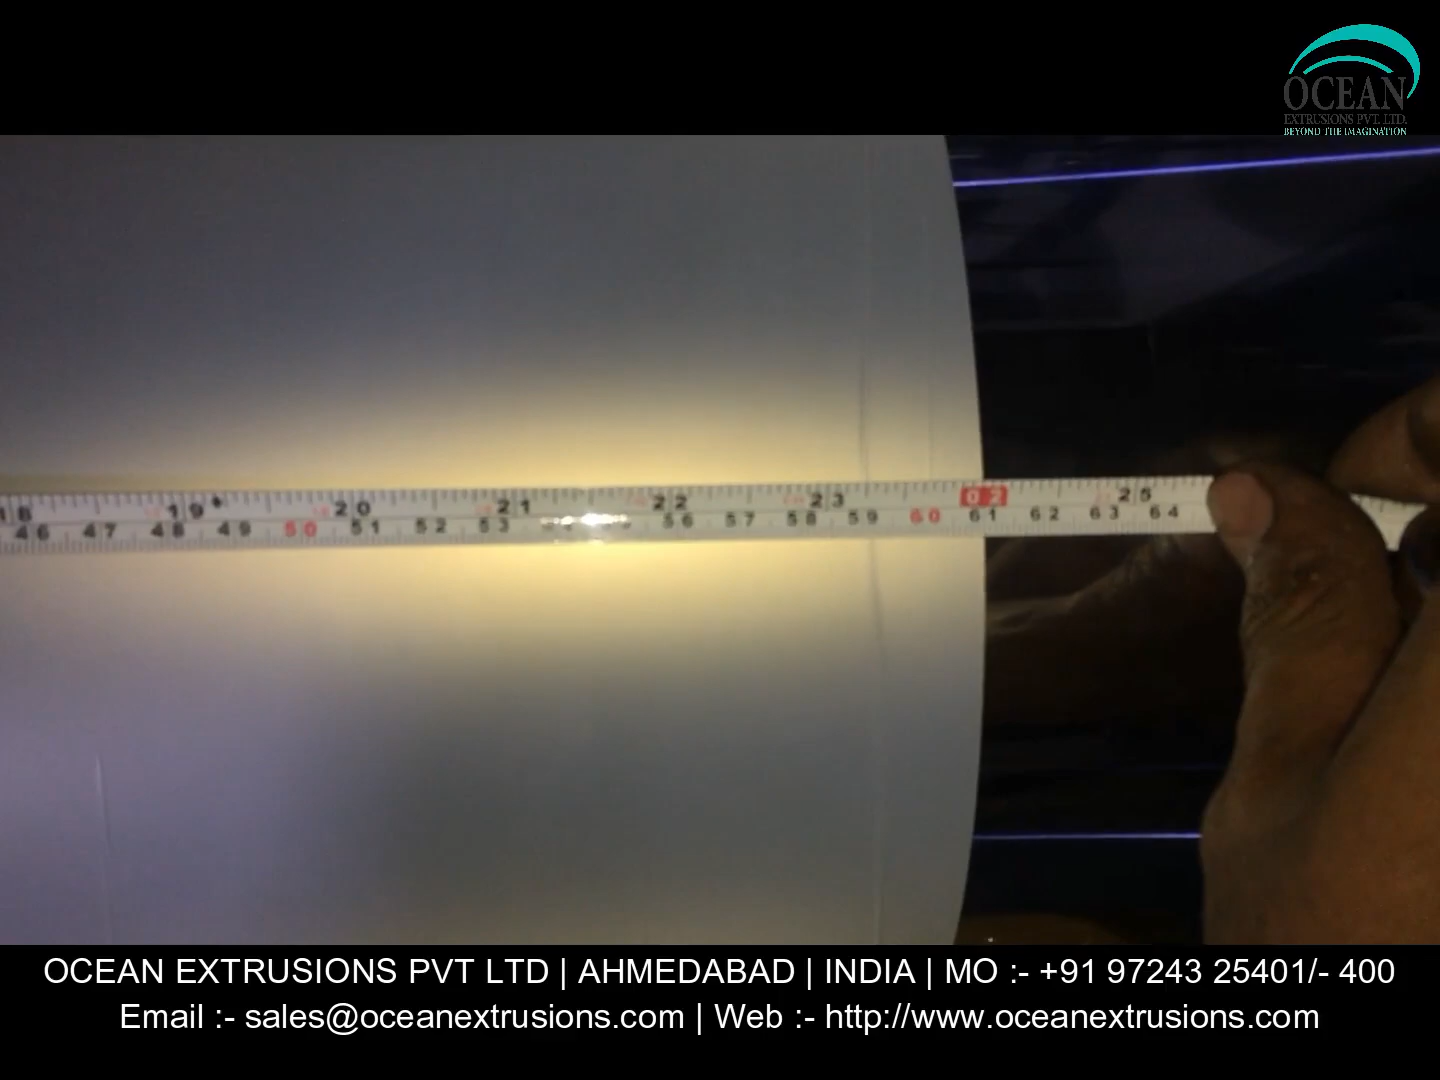 OCEAN
EXTRUSIONS PVT. LTD.
BEYOND THE IMAGINATION
18 19 20 21 22 23 02 25
46 47 48 49 50 51 52 53 56 57 58 59 60 61 62 63 64
OCEAN EXTRUSIONS PVT LTD | AHMEDABAD | INDIA | MO :- +91 97243 25401/- 400
Email :- sales@oceanextrusions.com | Web :- http://www.oceanextrusions.com